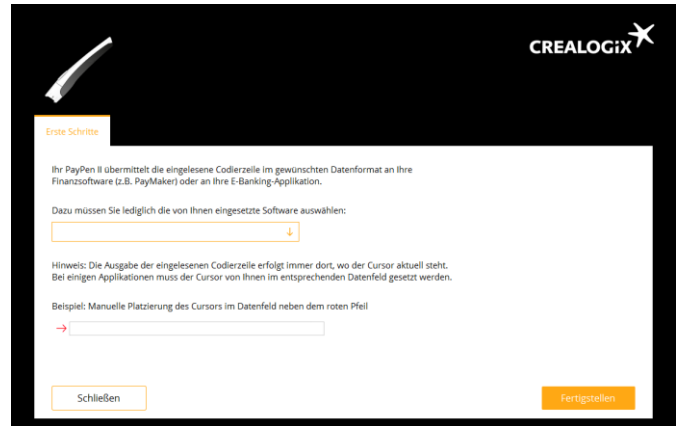 CREALOGiX
Erste Schritte
Ihr PayPen II übermittelt die eingelesene Codierzeile im gewünschten Datenformat an Ihre
Finanzsoftware (z.B. PayMaker) oder an Ihre E-Banking-Applikation.
Dazu müssen Sie lediglich die von Ihnen eingesetzte Software auswählen:
Hinweis: Die Ausgabe der eingelesenen Codierzeile erfolgt immer dort, wo der Cursor aktuell steht.
Bei einigen Applikationen muss der Cursor von Ihnen im entsprechenden Datenfeld gesetzt werden.
Beispiel: Manuelle Platzierung des Cursors im Datenfeld neben dem roten Pfeil
Schließen
Fertigstellen